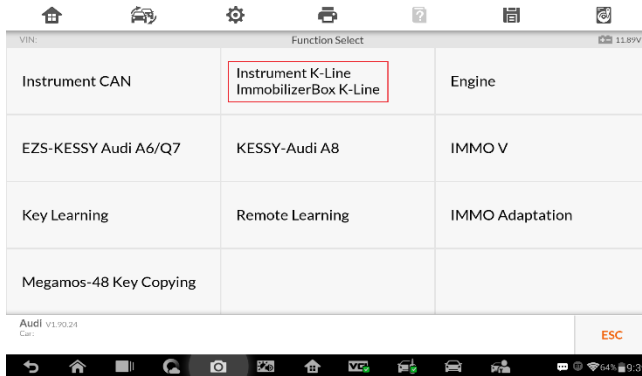 VIN:
Function Select
11.89V
Instrument CAN
Instrument K-Line
ImmobilizerBox K-Line
Engine
EZS-KESSY Audi A6/Q7
KESSY-Audi A8
IMMO V
Key Learning
Remote Learning
IMMO Adaptation
Megamos-48 Key Copying
Audi V1.90.24
Car:
ESC
64%